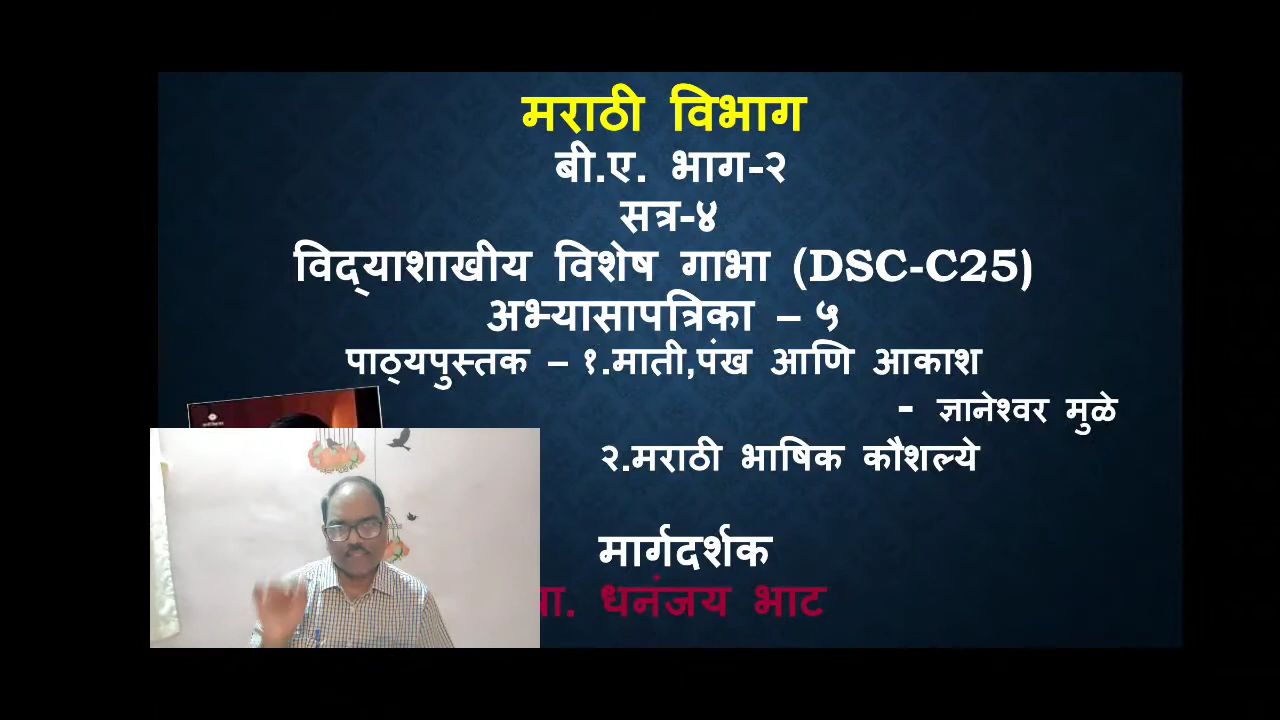 मराठी विभाग
बी.ए. भाग-२
सत्र-४
विद्‌याशाखीय विशेष गाभा (DSC-C25)
अभ्यासापत्रिका – ५
पाठ्यपुस्तक – १.माती,पंख आणि आकाश
- ज्ञानेश्वर मुळे
२.मराठी भाषिक कौशल्ये
मार्गदर्शक
धनंजय भाट